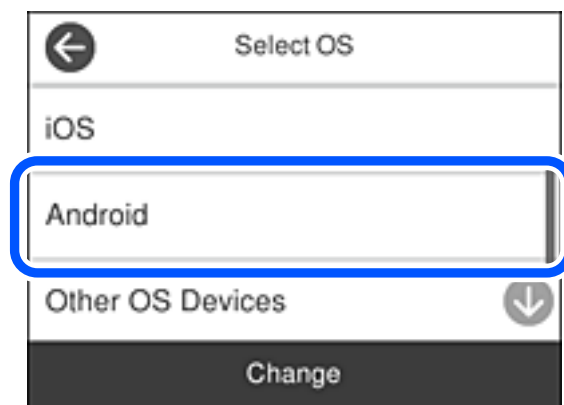 Select OS
iOS
Android
Other OS Devices
Change